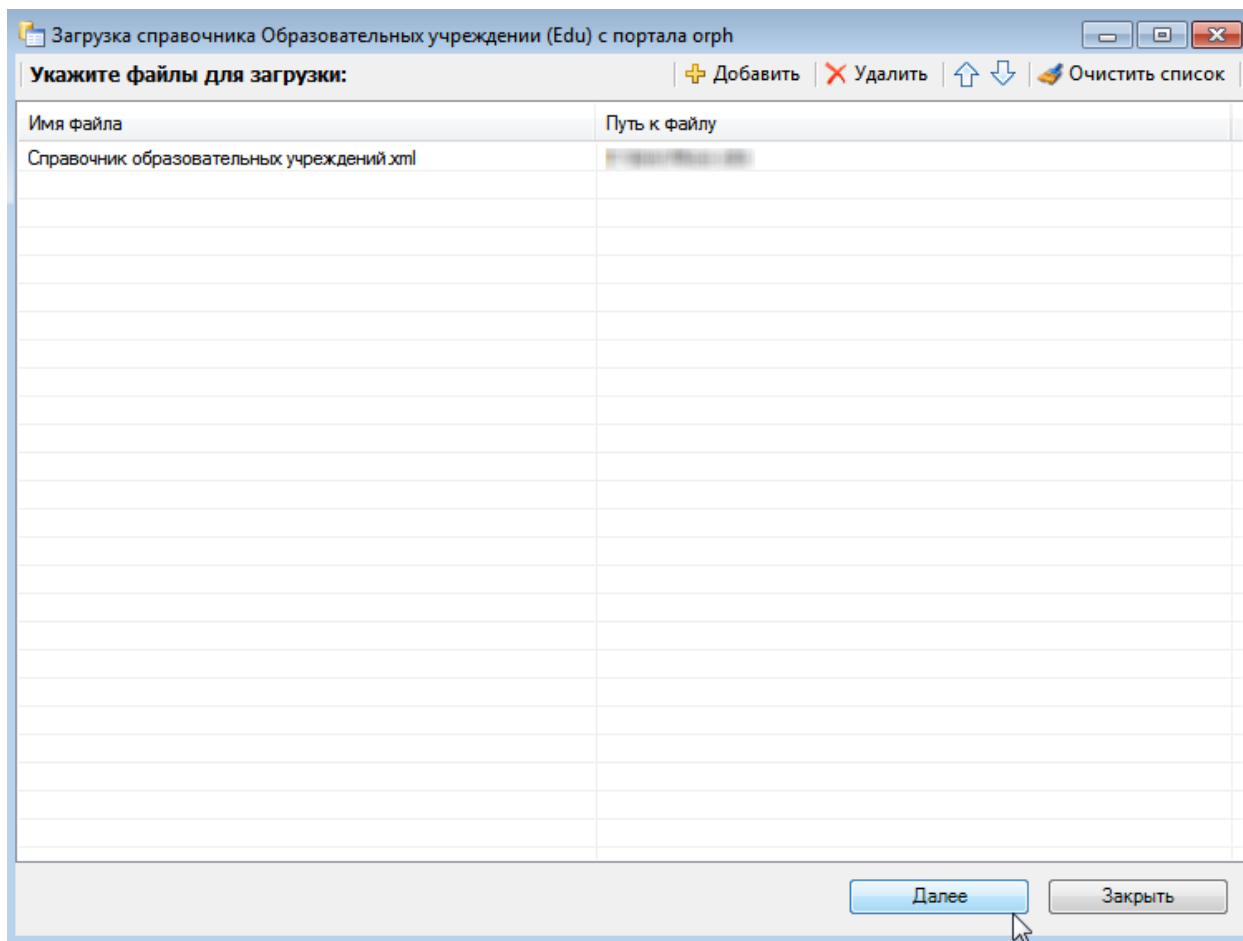 Загрузка справочника Образовательных учреждении (Edu) с портала orph
Укажите файлы для загрузки: Добавить Удалить Очистить список
Имя файла Путь к файлу
Справочник образовательных учреждений.xml
Далее Закрыть